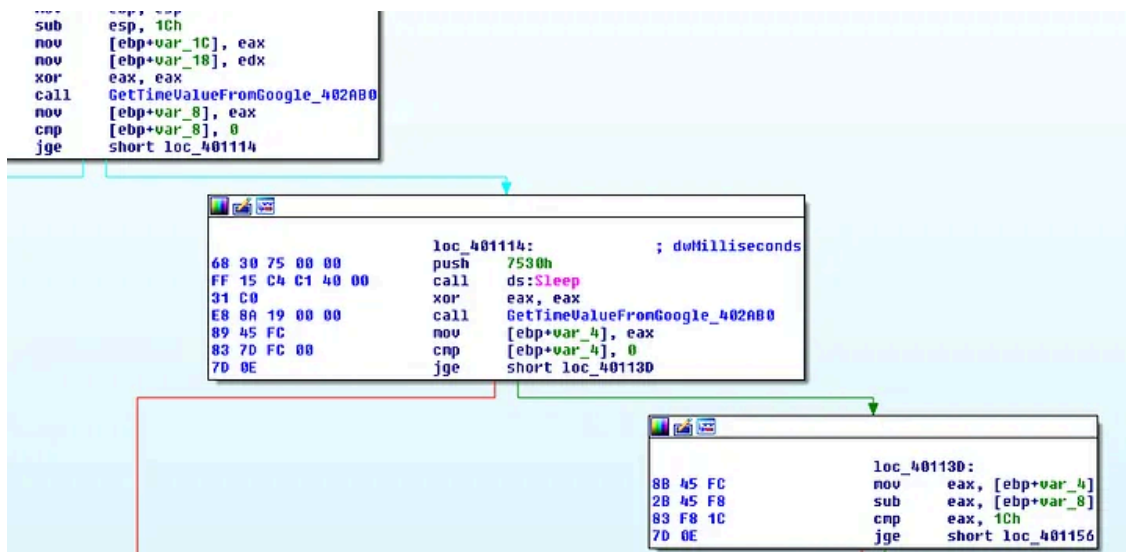 sub esp, 1Ch
mov [ebp+var_1C], eax
mov [ebp+var_18], edx
xor eax, eax
call GetTimeValueFromGoogle_402AB0
mov [ebp+var_8], eax
cmp [ebp+var_8], 0
jge short loc_401114
loc_401114: ; dwMilliseconds
68 30 75 00 00 push 7530h
FF 15 C4 C1 40 00 call ds:Sleep
31 C0 xor eax, eax
E8 8A 19 00 00 call GetTimeValueFromGoogle_402AB0
89 45 FC mov [ebp+var_4], eax
83 7D FC 00 cmp [ebp+var_4], 0
7D 0E jge short loc_40113D
loc_40113D:
8B 45 FC mov eax, [ebp+var_4]
2B 45 F8 sub eax, [ebp+var_8]
83 F8 1C cmp eax, 1Ch
7D 0E jge short loc_401156